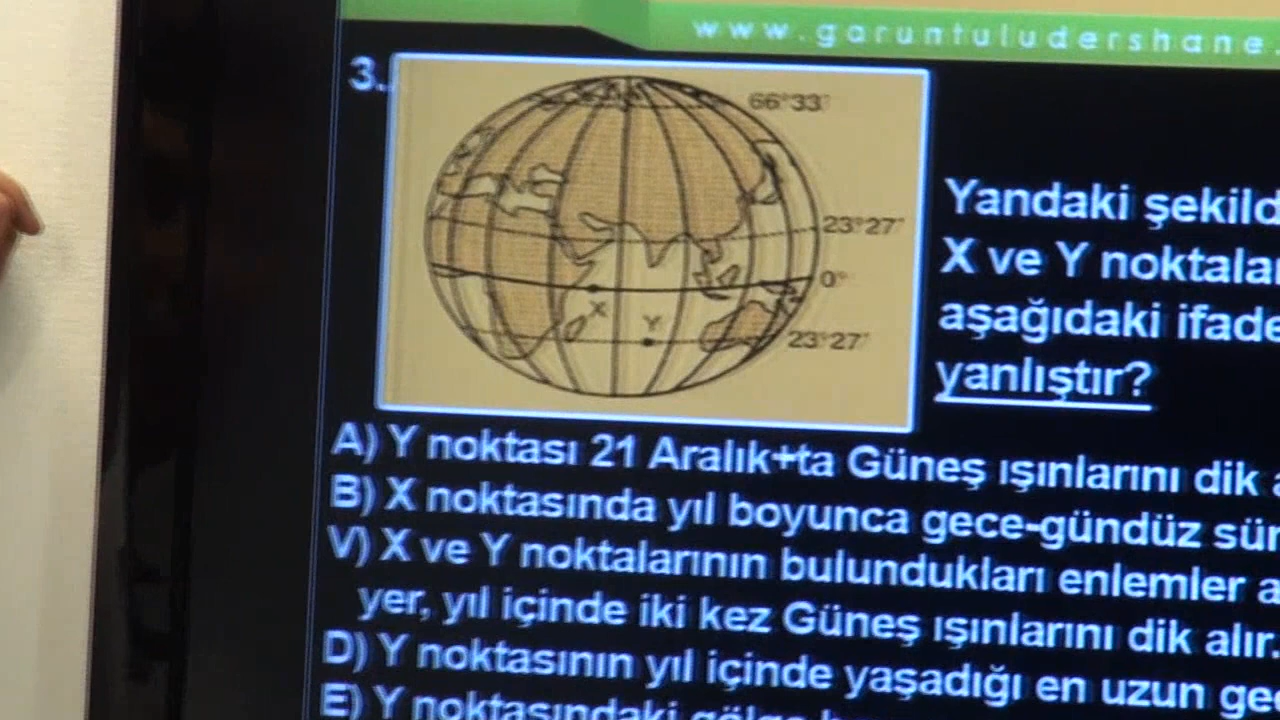 www.goruntuludershane.
3.
66°33'
23°27'
0°
X
Y
23°27'
Yandaki şekild
X ve Y noktalar
aşağıdaki ifade
yanlıştır?
A) Y noktası 21 Aralık+ta Güneş ışınlarını dik a
B) X noktasında yıl boyunca gece-gündüz sür
V) X ve Y noktalarının bulundukları enlemler a
yer, yıl içinde iki kez Güneş ışınlarını dik alır.
D) Y noktasının yıl içinde yaşadığı en uzun gec
E) Y noktasındaki gölge